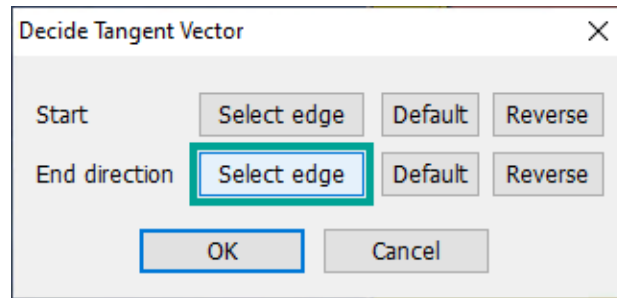 Decide Tangent Vector
Start Select edge Default Reverse
End direction Select edge Default Reverse
OK Cancel